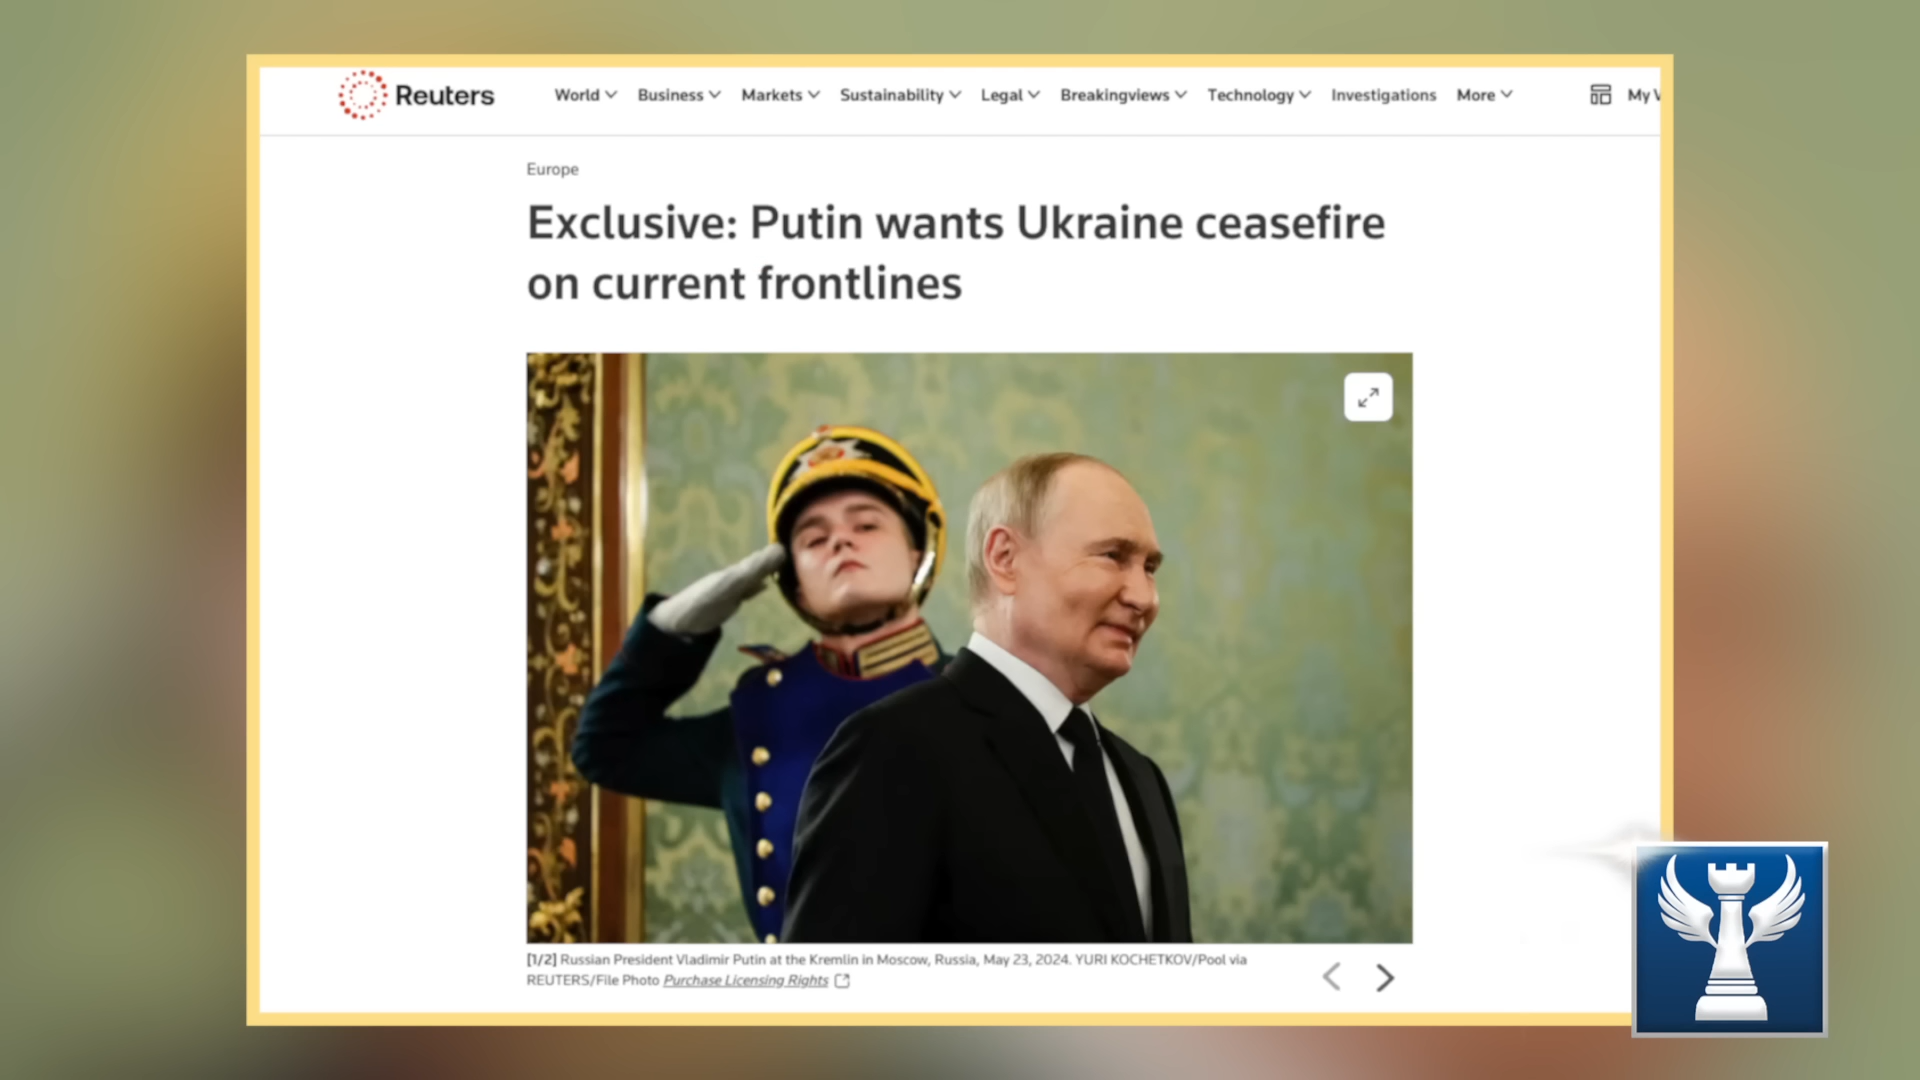 Reuters
World Business Markets Sustainability Legal Breakingviews Technology Investigations More My
Europe
Exclusive: Putin wants Ukraine ceasefire
on current frontlines
[1/2] Russian President Vladimir Putin at the Kremlin in Moscow, Russia, May 23, 2024. YURI KOCHETKOV/Pool via
REUTERS/File Photo Purchase Licensing Rights